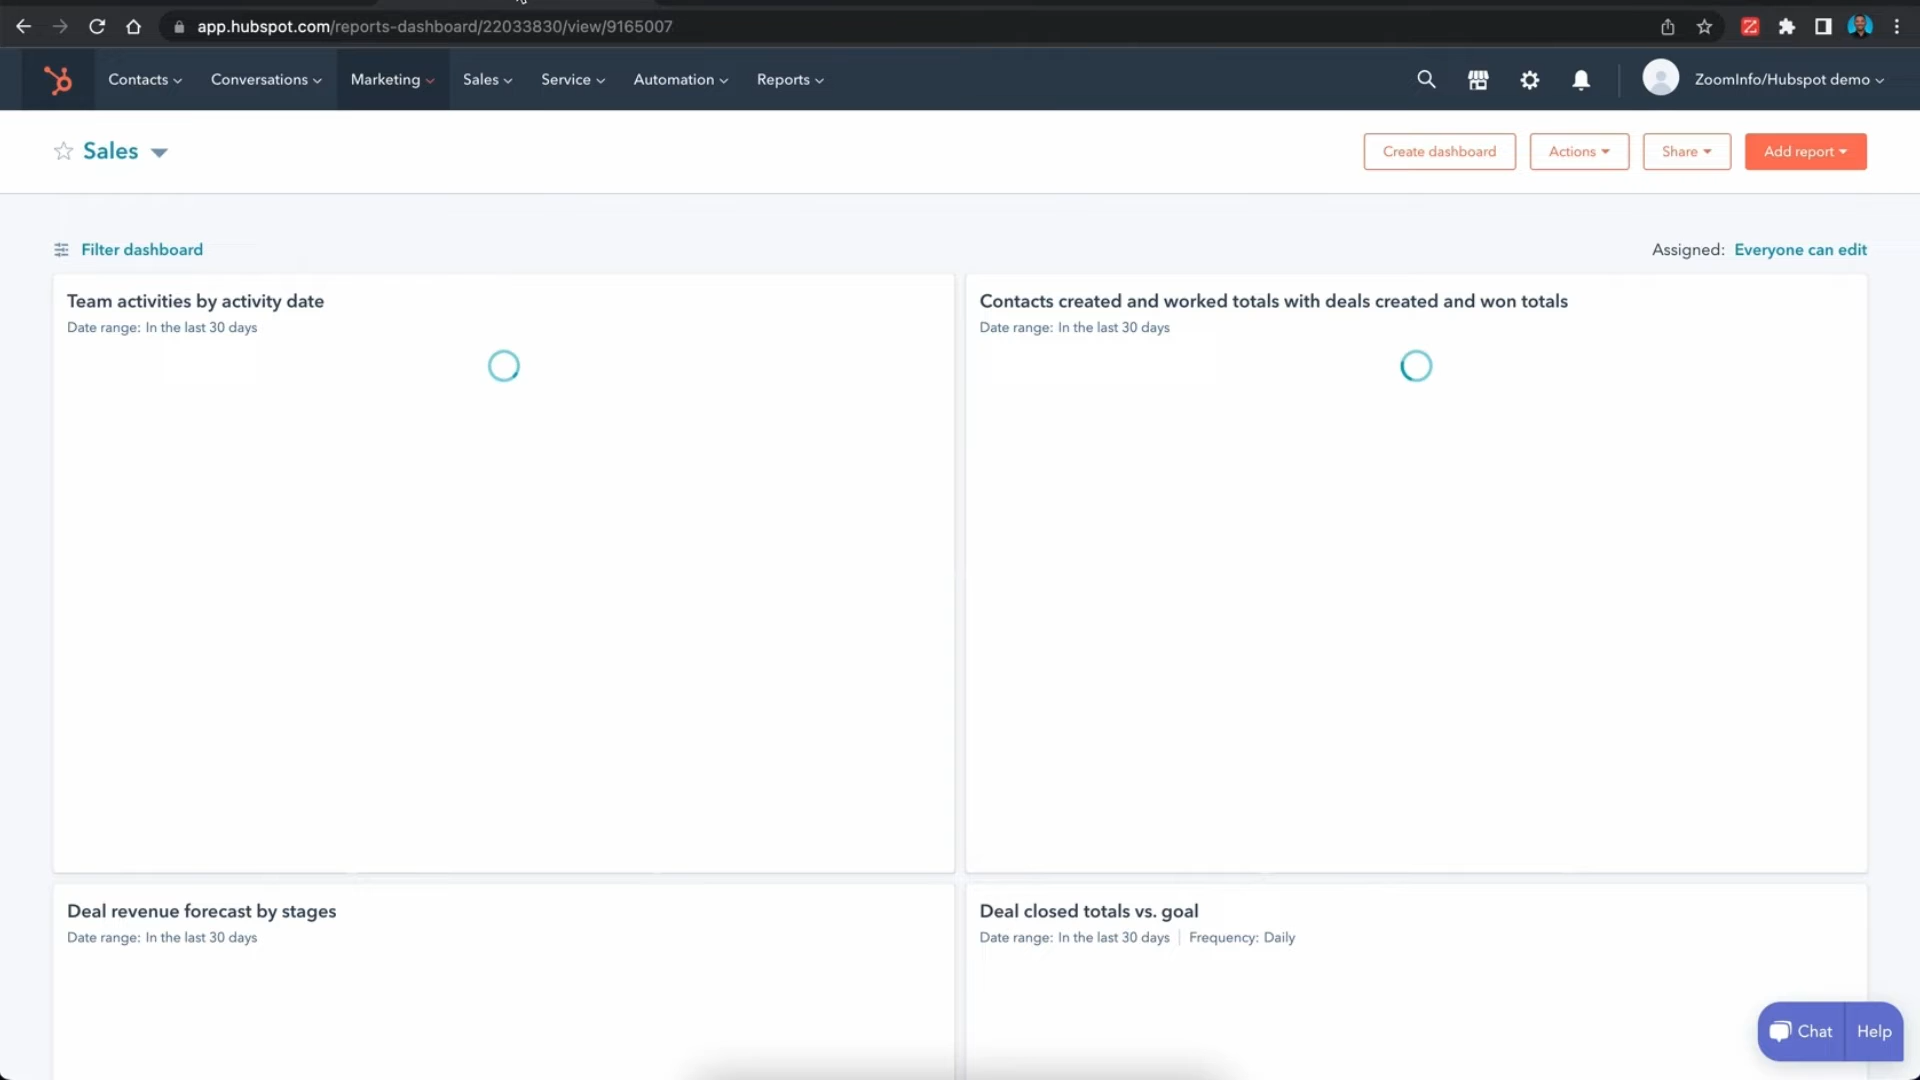 app.hubspot.com/reports-dashboard/22033830/view/9165007
Contacts Conversations Marketing Sales Service Automation Reports ZoomInfo/Hubspot demo
Sales Create dashboard Actions Share Add report
Filter dashboard Assigned: Everyone can edit
Team activities by activity date
Date range: In the last 30 days
Contacts created and worked totals with deals created and won totals
Date range: In the last 30 days
Deal revenue forecast by stages
Date range: In the last 30 days
Deal closed totals vs. goal
Date range: In the last 30 days Frequency: Daily
Chat Help